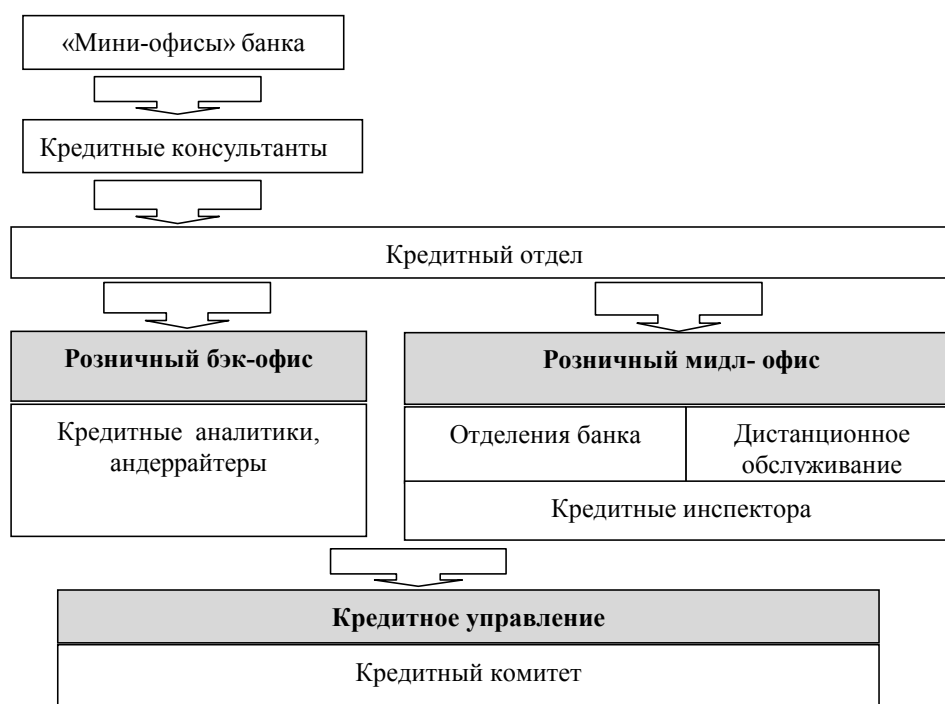 «Мини-офисы» банка
Кредитные консультанты
Кредитный отдел
Розничный бэк-офис
Розничный мидл- офис
Кредитные аналитики,
андеррайтеры
Отделения банка
Дистанционное
обслуживание
Кредитные инспектора
Кредитное управление
Кредитный комитет